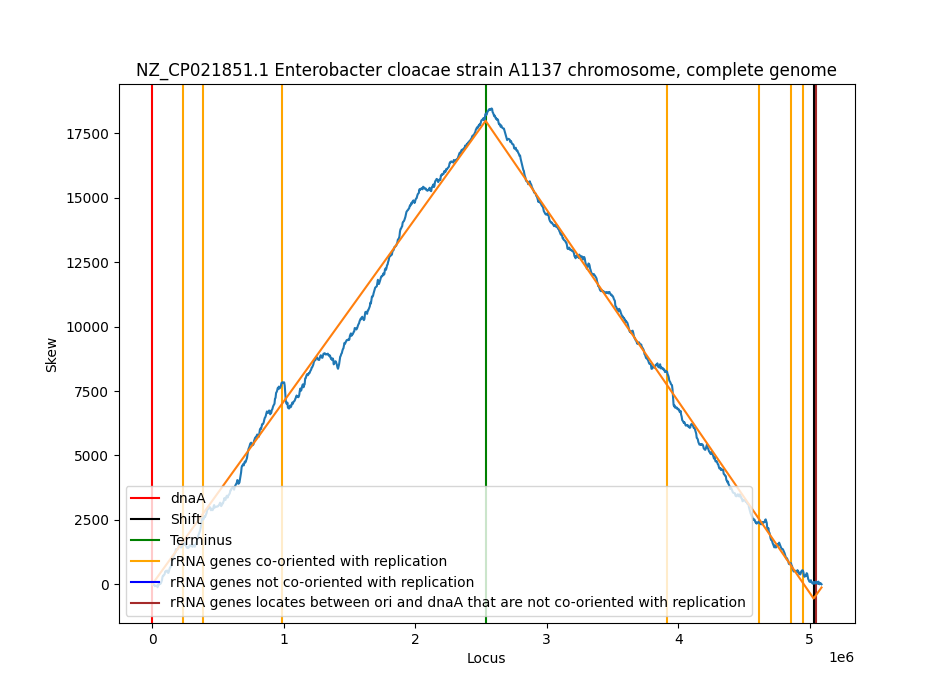 NZ_CP021851.1 Enterobacter cloacae strain A1137 chromosome, complete genome
Skew
17500
15000
12500
10000
7500
5000
2500
0
dnaA
Shift
Terminus
rRNA genes co-oriented with replication
rRNA genes not co-oriented with replication
rRNA genes locates between ori and dnaA that are not co-oriented with replication
0 1 2 3 4 5
1e6
Locus